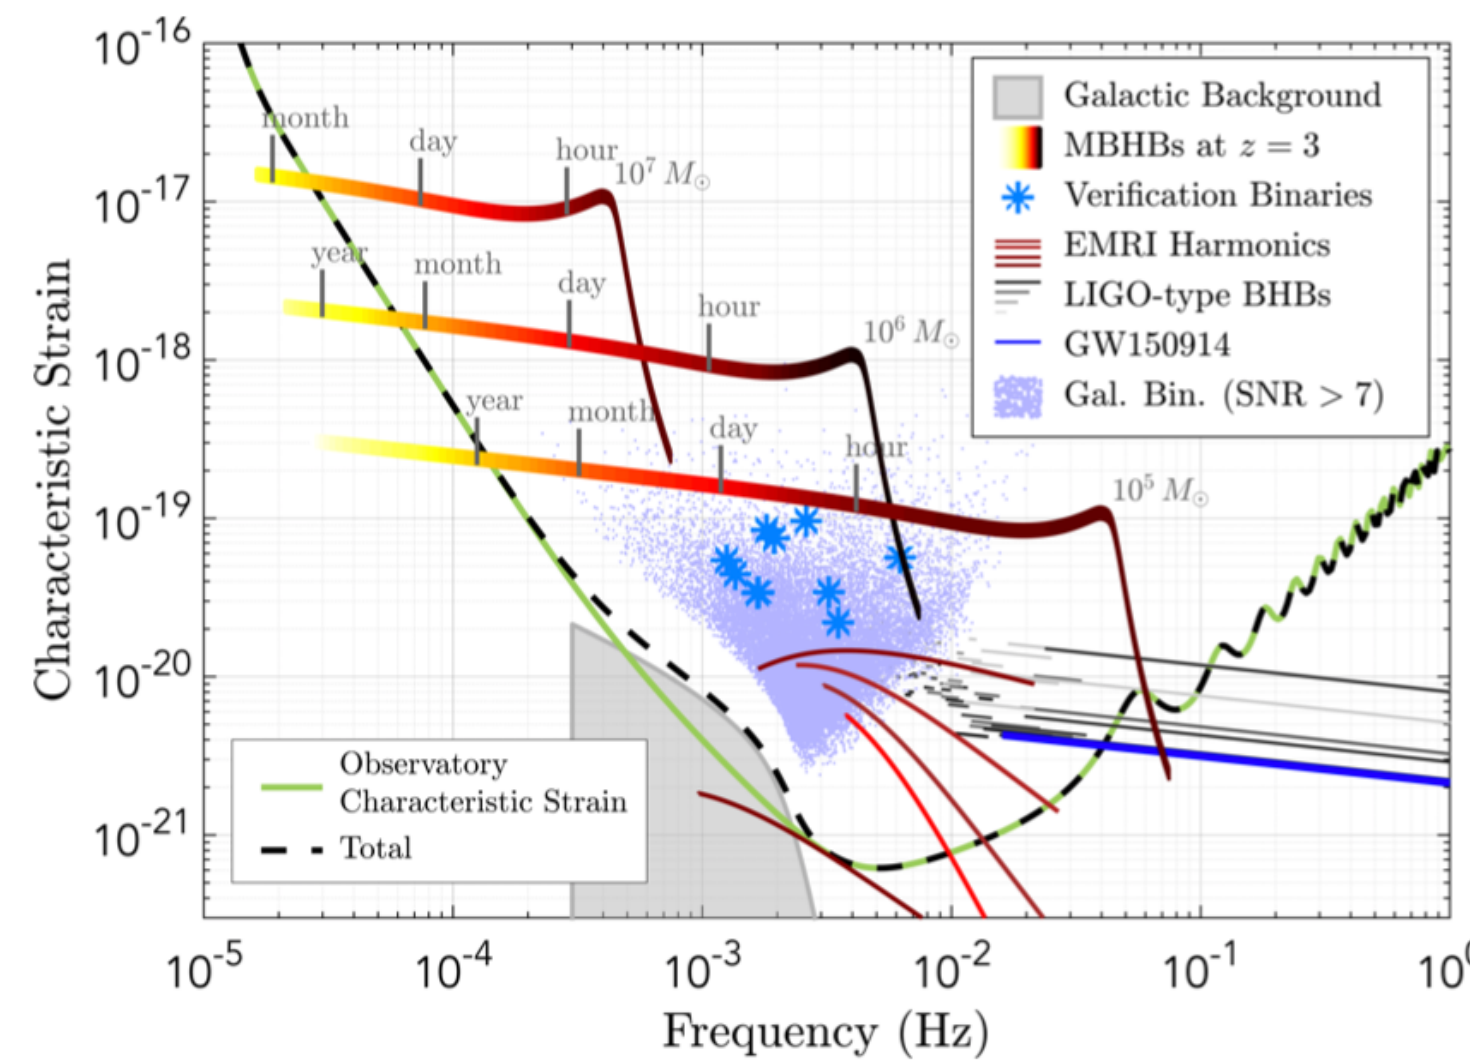 10-16
10-17
10-18
10-19
10-20
10-21
Characteristic Strain
month
day
hour
10^7 M⊙
year
month
day
hour
10^6 M⊙
year
month
day
hour
10^5 M⊙
Galactic Background
MBHBs at z = 3
Verification Binaries
EMRI Harmonics
LIGO-type BHBs
GW150914
Gal. Bin. (SNR > 7)
Observatory
Characteristic Strain
Total
10-5 10-4 10-3 10-2 10-1 10^0
Frequency (Hz)